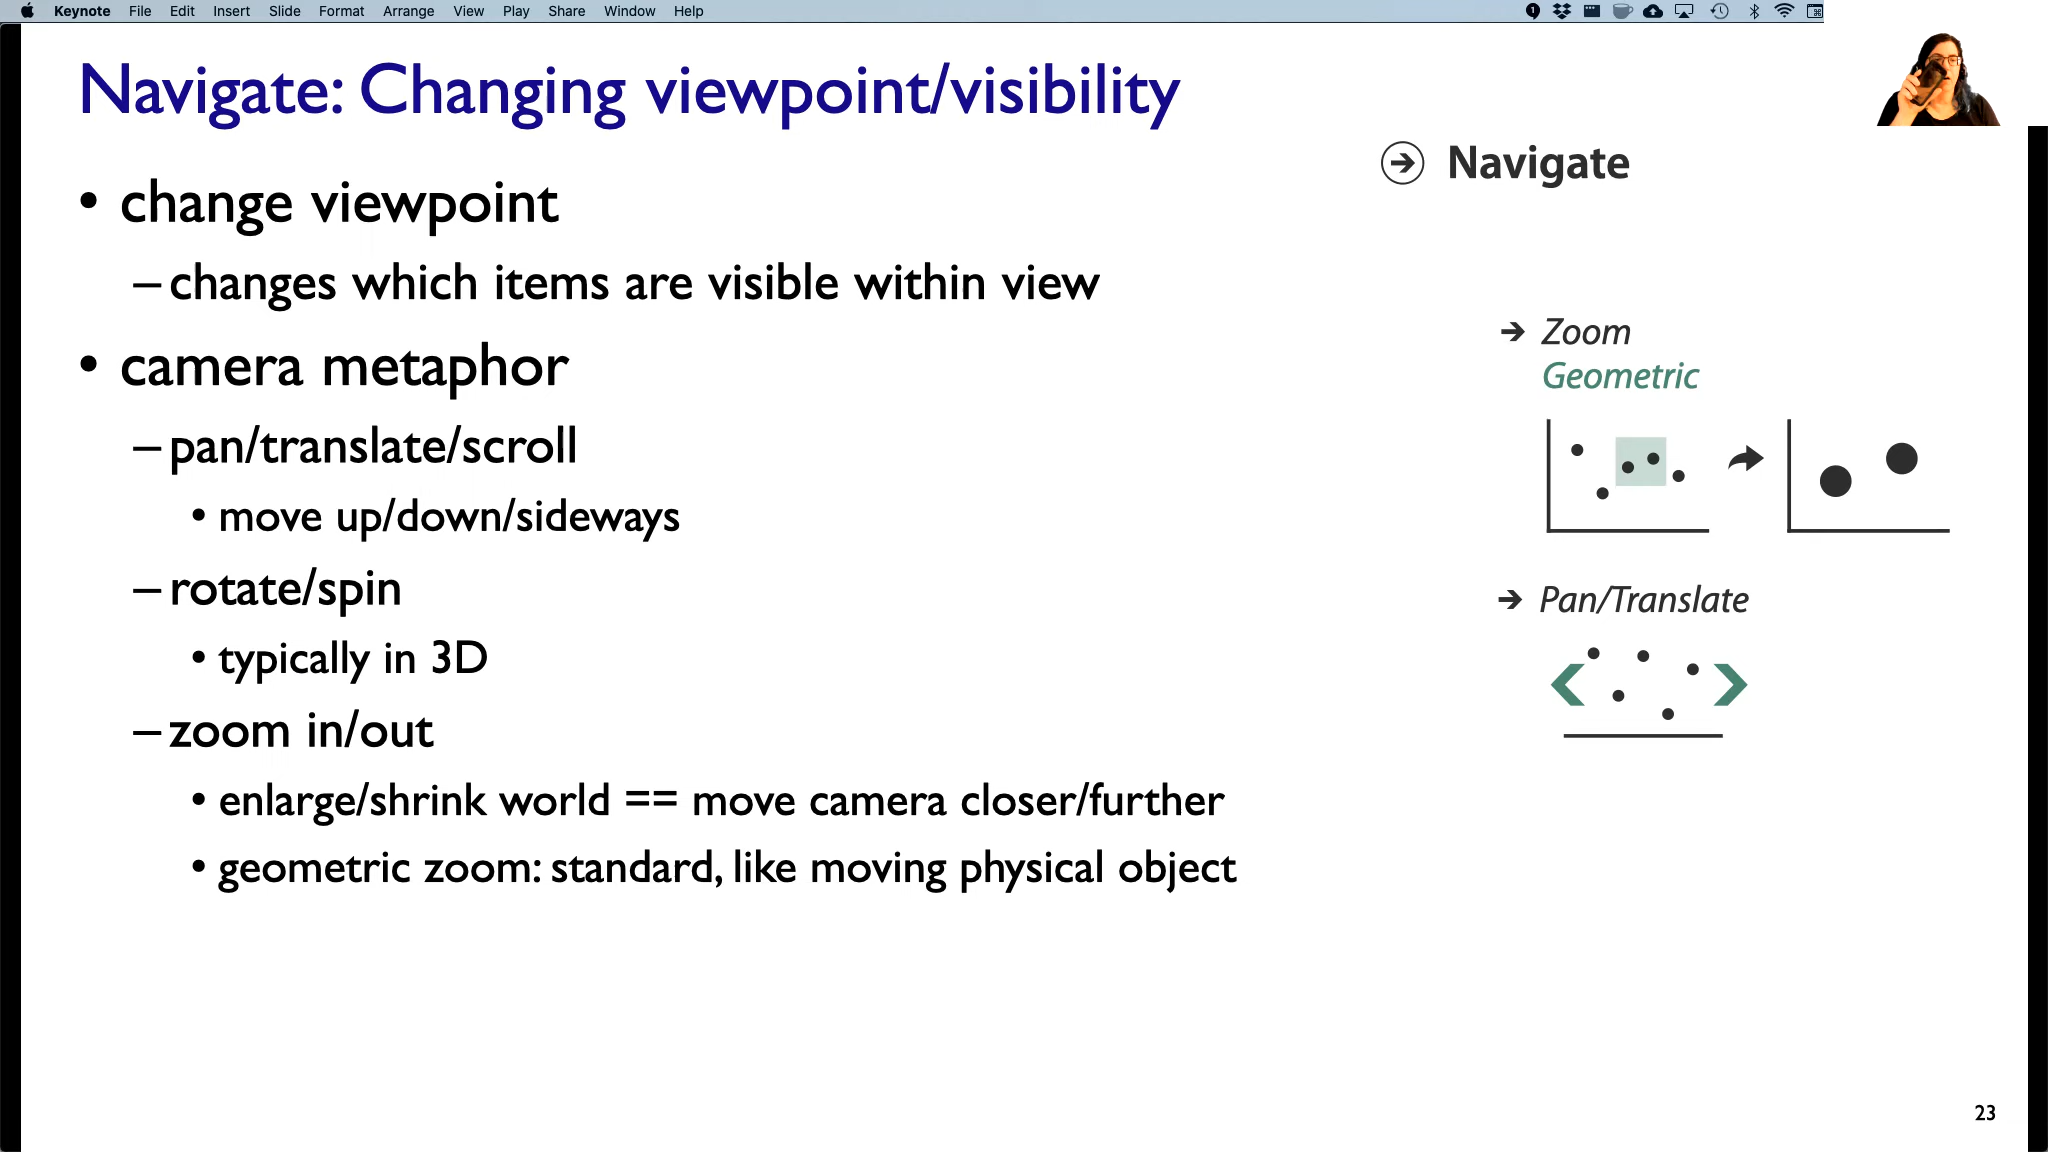 Keynote File Edit Insert Slide Format Arrange View Play Share Window Help
Navigate: Changing viewpoint/visibility
• change viewpoint
– changes which items are visible within view
• camera metaphor
– pan/translate/scroll
• move up/down/sideways
– rotate/spin
• typically in 3D
– zoom in/out
• enlarge/shrink world == move camera closer/further
• geometric zoom: standard, like moving physical object
Navigate
Zoom
Geometric
Pan/Translate
23